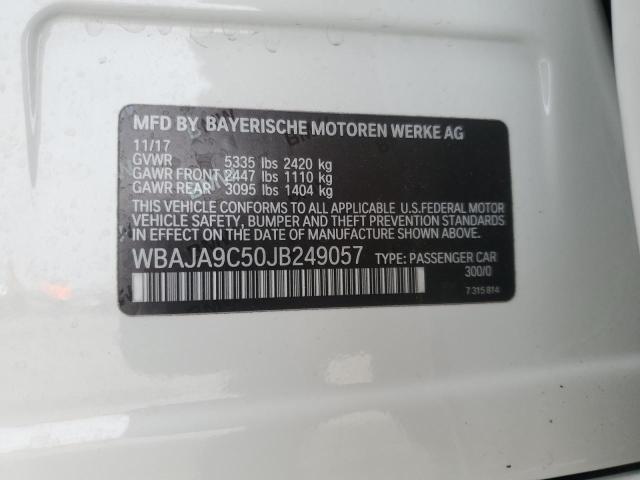 MFD BY BAYERISCHE MOTOREN WERKE AG
11/17
GVWR 5335 lbs 2420 kg
GAWR FRONT 2447 lbs 1110 kg
GAWR REAR 3095 lbs 1404 kg
THIS VEHICLE CONFORMS TO ALL APPLICABLE U.S.FEDERAL MOTOR
VEHICLE SAFETY, BUMPER AND THEFT PREVENTION STANDARDS
IN EFFECT ON THE DATE OF MANUFACTURE SHOWN ABOVE.
WBAJA9C50JB249057 TYPE: PASSENGER CAR
300/0
7 315 814